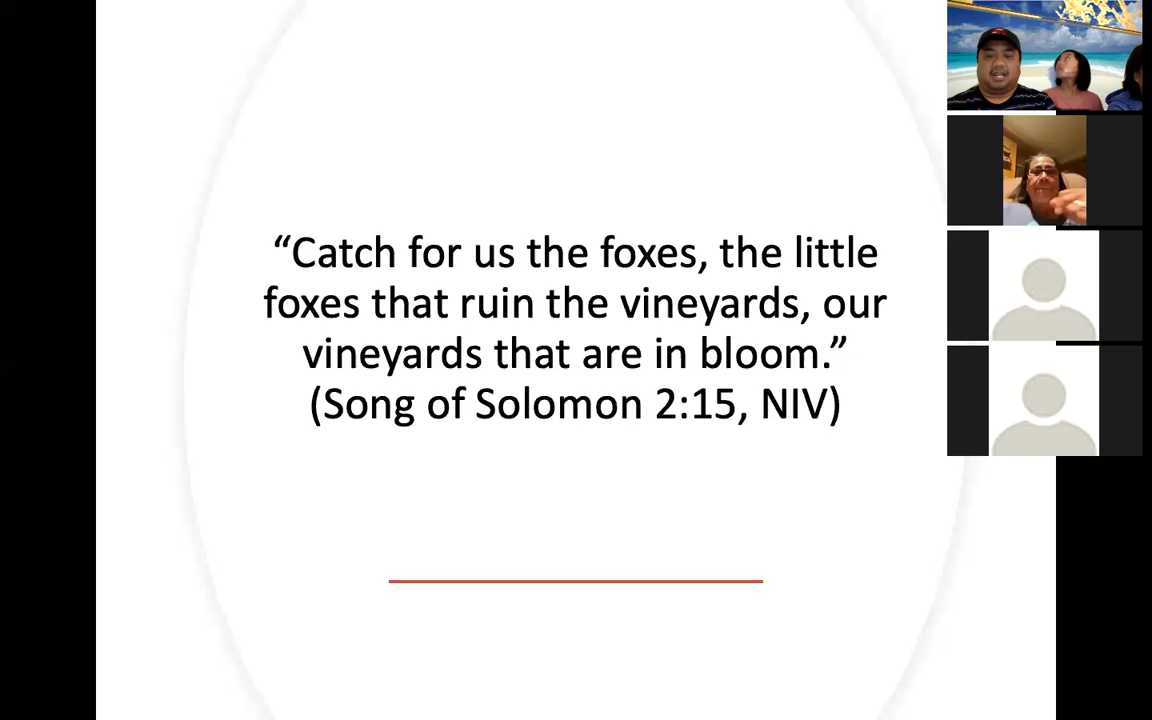 “Catch for us the foxes, the little
foxes that ruin the vineyards, our
vineyards that are in bloom.”
(Song of Solomon 2:15, NIV)